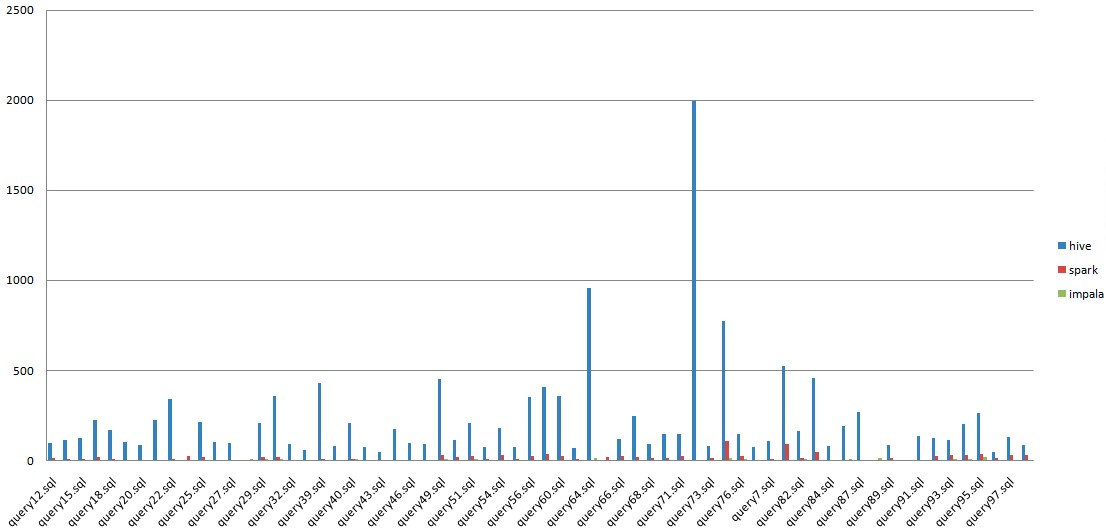 2500
2000
1500
1000
500
0
hive
spark
impala
query12.sql
query15.sql
query18.sql
query20.sql
query22.sql
query25.sql
query27.sql
query29.sql
query32.sql
query39.sql
query40.sql
query43.sql
query46.sql
query49.sql
query51.sql
query54.sql
query56.sql
query60.sql
query64.sql
query66.sql
query68.sql
query71.sql
query73.sql
query76.sql
query7.sql
query82.sql
query84.sql
query87.sql
query89.sql
query91.sql
query93.sql
query95.sql
query97.sql